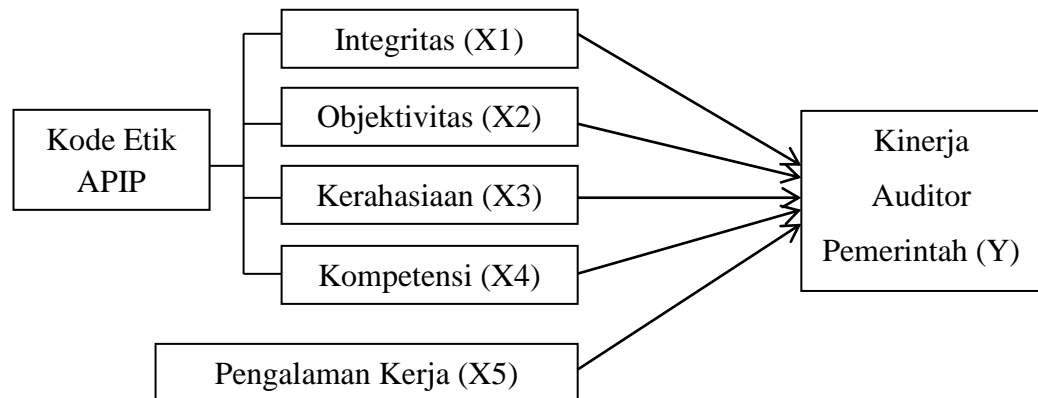 Kode Etik
APIP
Integritas (X1)
Objektivitas (X2)
Kerahasiaan (X3)
Kompetensi (X4)
Pengalaman Kerja (X5)
Kinerja
Auditor
Pemerintah (Y)